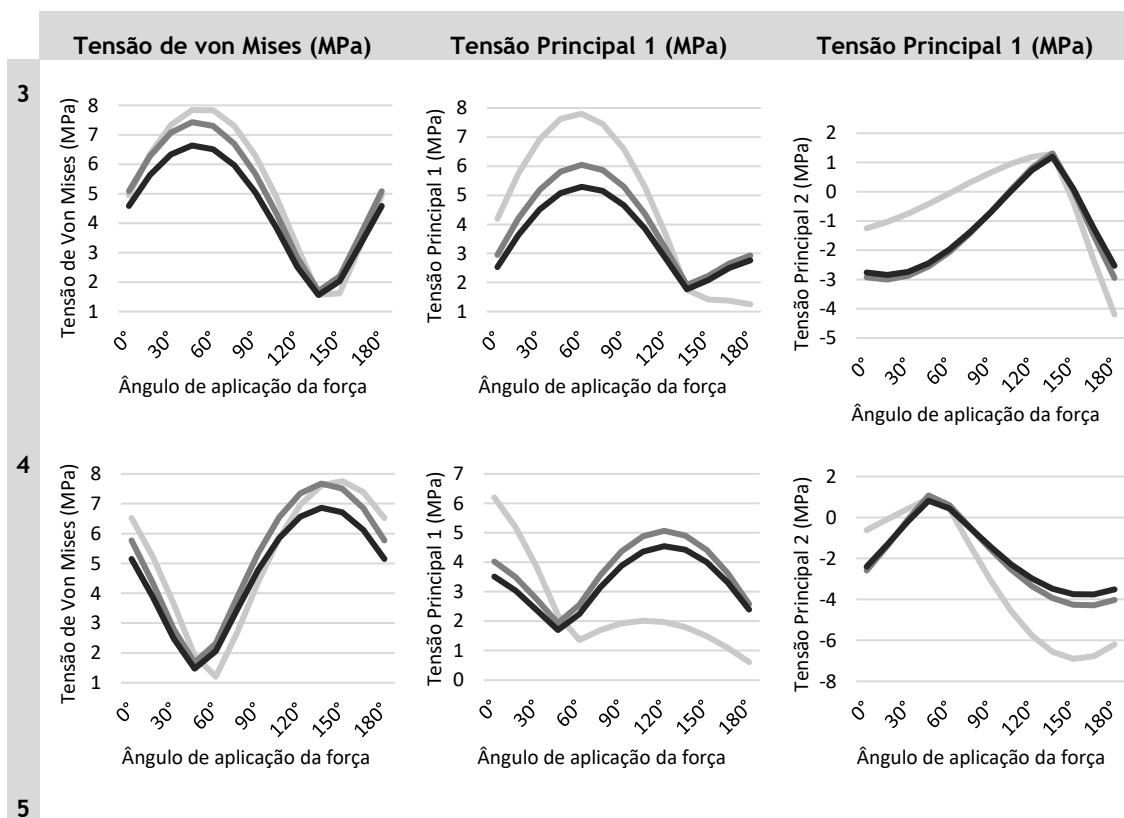 Tensão de von Mises (MPa) Tensão Principal 1 (MPa) Tensão Principal 1 (MPa)
3
Tensão de Von Mises (MPa)
8
7
6
5
4
3
2
1
0° 30° 60° 90° 120° 150° 180°
Ângulo de aplicação da força
Tensão Principal 1 (MPa)
8
7
6
5
4
3
2
1
0° 30° 60° 90° 120° 150° 180°
Ângulo de aplicação da força
Tensão Principal 2 (MPa)
2
1
0
-1
-2
-3
-4
-5
0° 30° 60° 90° 120° 150° 180°
Ângulo de aplicação da força
4
Tensão de Von Mises (MPa)
8
7
6
5
4
3
2
1
0° 30° 60° 90° 120° 150° 180°
Ângulo de aplicação da força
Tensão Principal 1 (MPa)
7
6
5
4
3
2
1
0
0° 30° 60° 90° 120° 150° 180°
Ângulo de aplicação da força
Tensão Principal 2 (MPa)
2
0
-2
-4
-6
-8
0° 30° 60° 90° 120° 150° 180°
Ângulo de aplicação da força
5